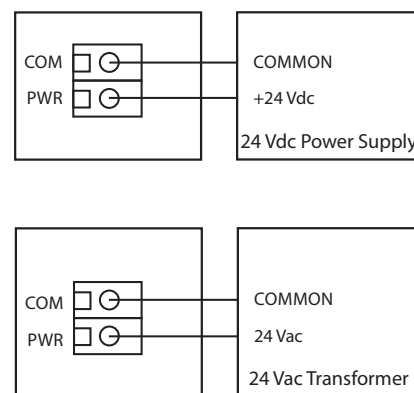 COM
COMMON
PWR
+24 Vdc
24 Vdc Power Supply
COM
COMMON
PWR
24 Vac
24 Vac Transformer